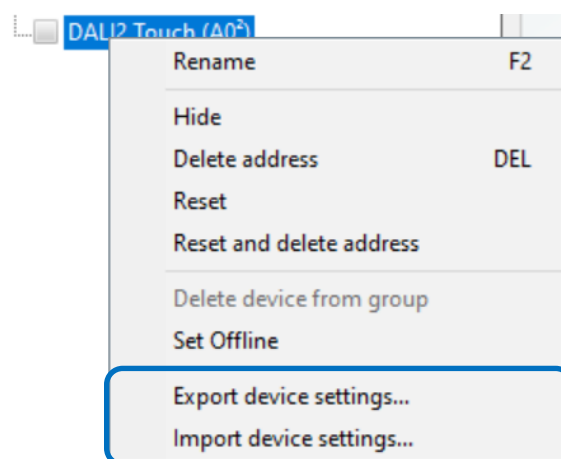 DALI2 Touch (A0²)
Rename F2
Hide
Delete address DEL
Reset
Reset and delete address
Delete device from group
Set Offline
Export device settings...
Import device settings...